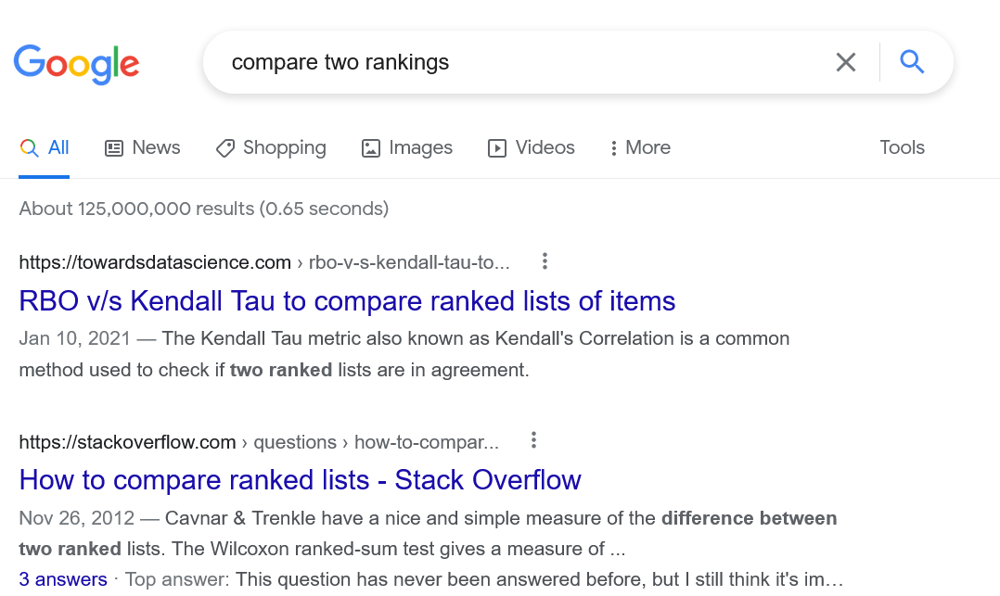 Google compare two rankings
All News Shopping Images Videos More Tools
About 125,000,000 results (0.65 seconds)
https://towardsdatascience.com › rbo-v-s-kendall-tau-to...
RBO v/s Kendall Tau to compare ranked lists of items
Jan 10, 2021 — The Kendall Tau metric also known as Kendall's Correlation is a common
method used to check if two ranked lists are in agreement.
https://stackoverflow.com › questions › how-to-compar...
How to compare ranked lists - Stack Overflow
Nov 26, 2012 — Cavnar & Trenkle have a nice and simple measure of the difference between
two ranked lists. The Wilcoxon ranked-sum test gives a measure of ...
3 answers · Top answer: This question has never been answered before, but I still think it's im…